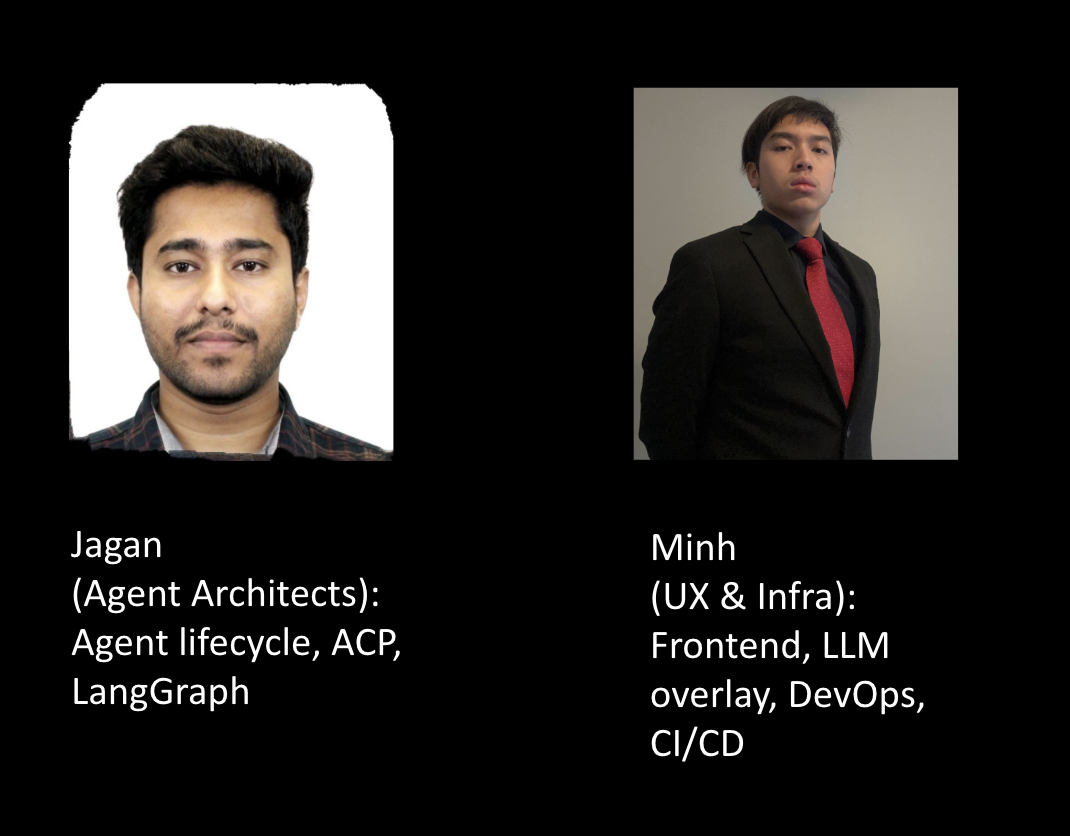 Jagan
(Agent Architects):
Agent lifecycle, ACP,
LangGraph
Minh
(UX & Infra):
Frontend, LLM
overlay, DevOps,
CI/CD